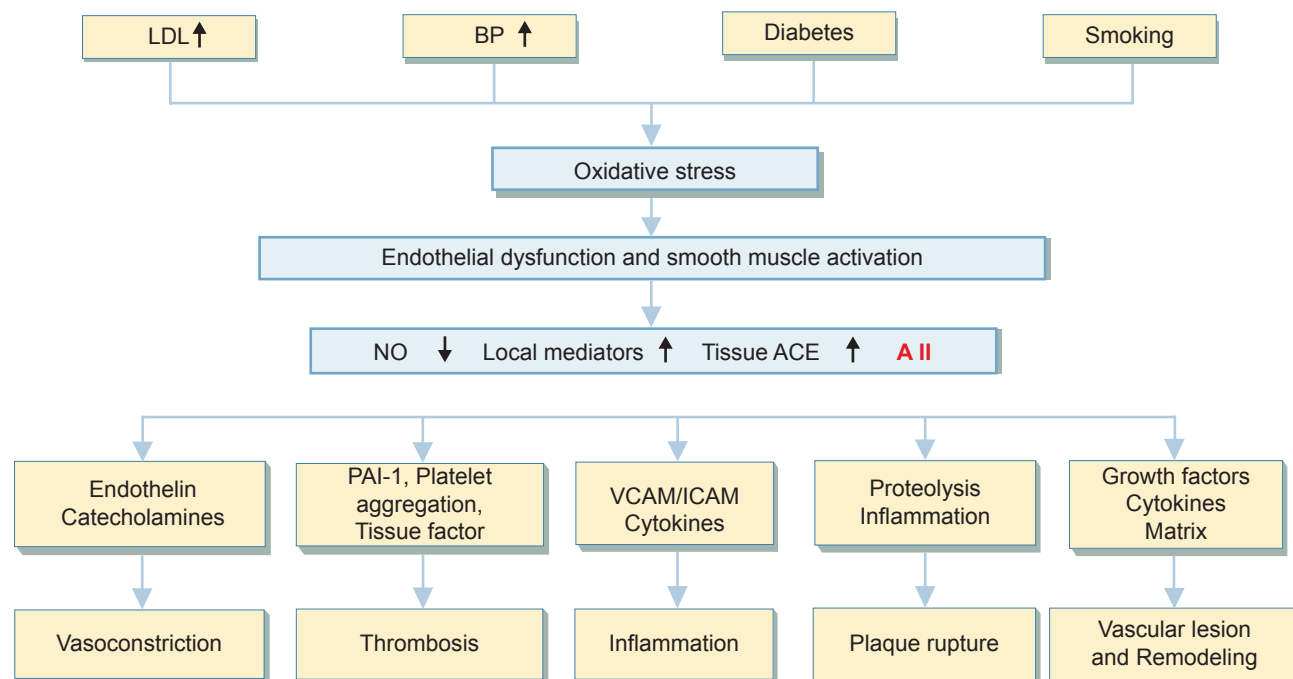 LDL ↑
BP ↑
Diabetes
Smoking
Oxidative stress
Endothelial dysfunction and smooth muscle activation
NO ↓ Local mediators ↑ Tissue ACE ↑ A II
Endothelin
Catecholamines
PAI-1, Platelet
aggregation,
Tissue factor
VCAM/ICAM
Cytokines
Proteolysis
Inflammation
Growth factors
Cytokines
Matrix
Vasoconstriction
Thrombosis
Inflammation
Plaque rupture
Vascular lesion
and Remodeling